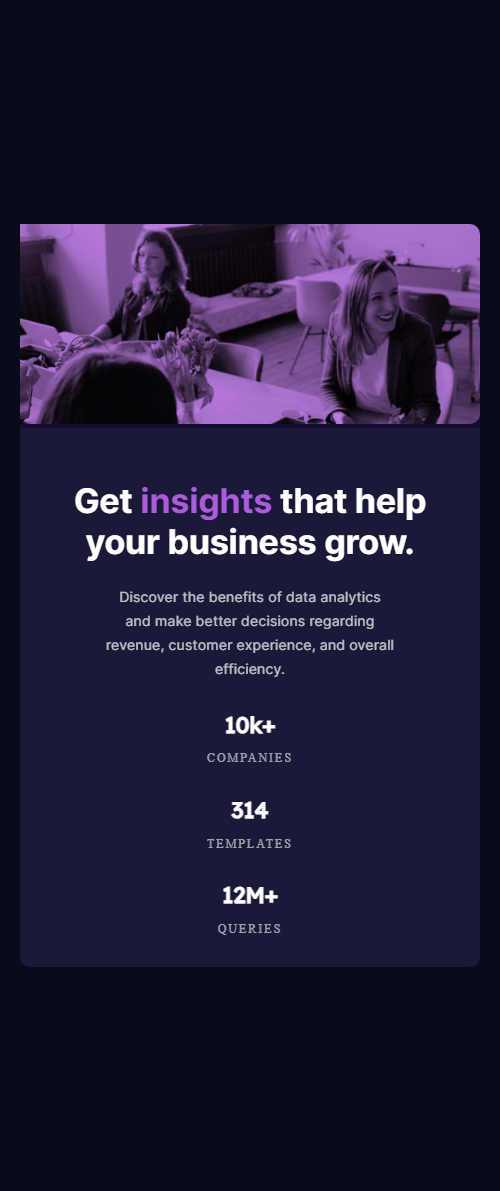 Get insights that help
your business grow.
Discover the benefits of data analytics
and make better decisions regarding
revenue, customer experience, and overall
efficiency.
10k+
COMPANIES
314
TEMPLATES
12M+
QUERIES